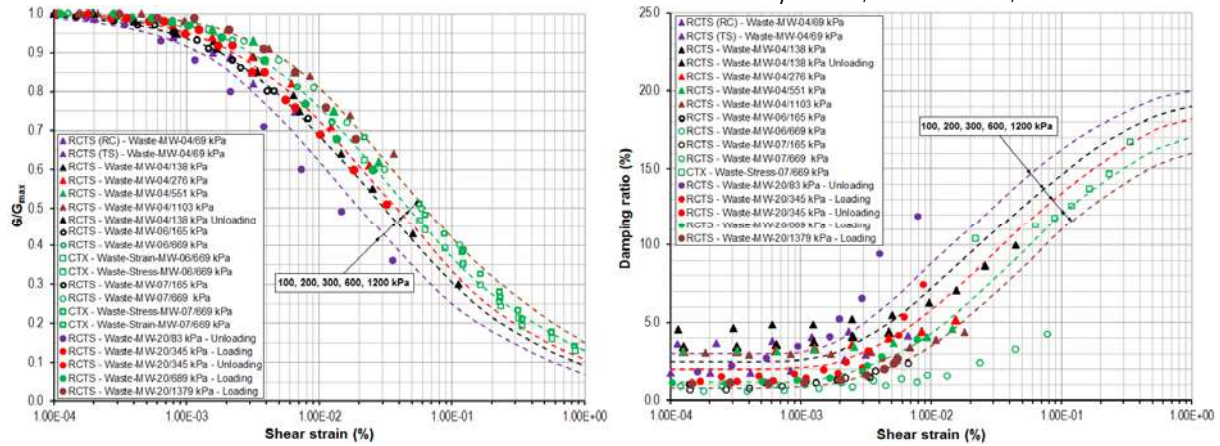 G/Gmax
1.0
0.9
0.8
0.7
0.6
0.5
0.4
0.3
0.2
0.1
0.0
RCTS (RC) - Waste-MW-04/69 kPa
RCTS (TS) - Waste-MW-04/69 kPa
RCTS - Waste-MW-04/138 kPa
RCTS - Waste-MW-04/276 kPa
RCTS - Waste-MW-04/551 kPa
RCTS - Waste-MW-04/1103 kPa
RCTS - Waste-MW-04/138 kPa Unloading
RCTS - Waste-MW-06/165 kPa
RCTS - Waste-MW-06/669 kPa
CTX - Waste-Strain-MW-06/669 kPa
CTX - Waste-Stress-MW-06/669 kPa
RCTS - Waste-MW-07/165 kPa
RCTS - Waste-MW-07/669 kPa
CTX - Waste-Stress-MW-07/669 kPa
CTX - Waste-Strain-MW-07/669 kPa
RCTS - Waste-MW-20/83 kPa - Unloading
RCTS - Waste-MW-20/345 kPa - Loading
RCTS - Waste-MW-20/345 kPa - Unloading
RCTS - Waste-MW-20/689 kPa - Loading
RCTS - Waste-MW-20/1379 kPa - Loading
100, 200, 300, 600, 1200 kPa
1.00E-04 1.00E-03 1.00E-02 1.00E-01 1.00E+00
Shear strain (%)
Damping ratio (%)
25.0
20.0
15.0
10.0
5.0
0.0
RCTS (RC) - Waste-MW-04/69 kPa
RCTS (TS) - Waste-MW-04/69 kPa
RCTS - Waste-MW-04/138 kPa
RCTS - Waste-MW-04/138 kPa Unloading
RCTS - Waste-MW-04/276 kPa
RCTS - Waste-MW-04/551 kPa
RCTS - Waste-MW-04/1103 kPa
RCTS - Waste-MW-06/165 kPa
RCTS - Waste-MW-06/669 kPa
RCTS - Waste-MW-07/165 kPa
RCTS - Waste-MW-07/669 kPa
CTX - Waste-Stress-07/669 kPa
RCTS - Waste-MW-20/83 kPa - Unloading
RCTS - Waste-MW-20/345 kPa - Loading
RCTS - Waste-MW-20/345 kPa - Unloading
RCTS - Waste-MW-20/689 kPa - Loading
RCTS - Waste-MW-20/1379 kPa - Loading
100, 200, 300, 600, 1200 kPa
1.00E-04 1.00E-03 1.00E-02 1.00E-01 1.00E+00
Shear strain (%)